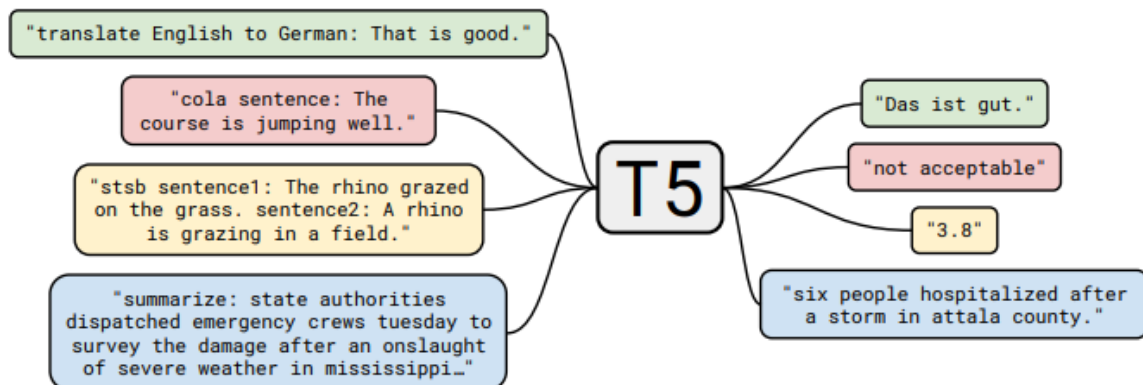 "translate English to German: That is good."
"cola sentence: The
course is jumping well."
"stsb sentence1: The rhino grazed
on the grass. sentence2: A rhino
is grazing in a field."
"summarize: state authorities
dispatched emergency crews tuesday to
survey the damage after an onslaught
of severe weather in mississippi…"
T5
"Das ist gut."
"not acceptable"
"3.8"
"six people hospitalized after
a storm in attala county."